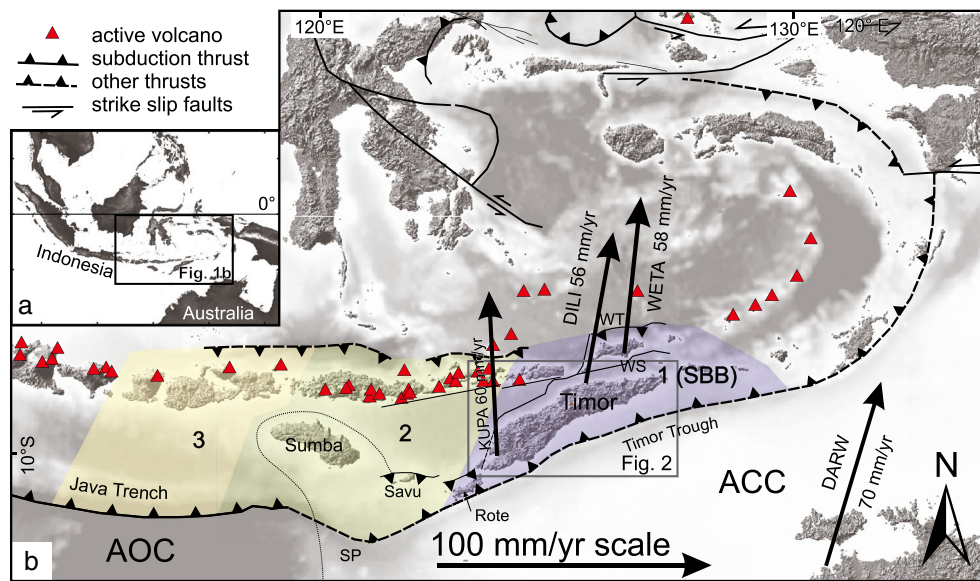 active volcano
subduction thrust
other thrusts
strike slip faults
120° E
130° E
120° E
0°
Indonesia
Fig. 1b
Australia
a
DILI 56 mm/yr
WETA 58 mm/yr
KUPA 60 mm/yr
WT
WS
1 (SBB)
Timor
Timor Trough
Fig. 2
3
2
Sumba
Savu
Rote
10°S
Java Trench
AOC
SP
ACC
DARW
70 mm/yr
N
100 mm/yr scale
b